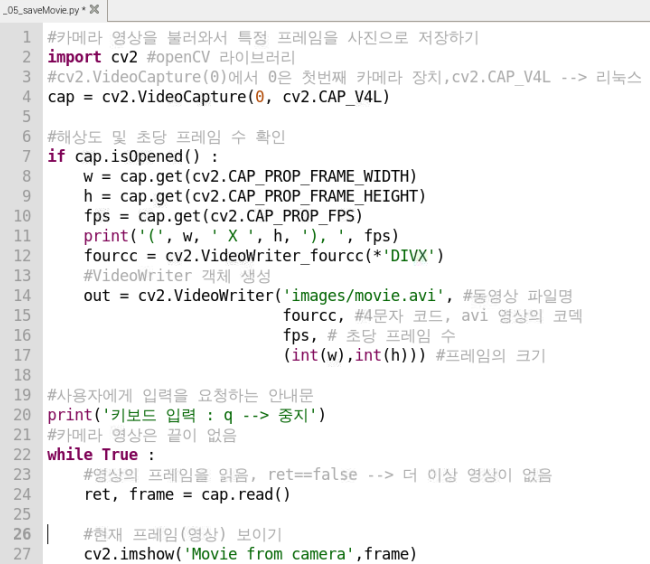 _05_saveMovie.py *
1 #카메라 영상을 불러와서 특정 프레임을 사진으로 저장하기
2 import cv2 #openCV 라이브러리
3 #cv2.VideoCapture(0)에서 0은 첫번째 카메라 장치,cv2.CAP_V4L --> 리눅스
4 cap = cv2.VideoCapture(0, cv2.CAP_V4L)
5
6 #해상도 및 초당 프레임 수 확인
7 if cap.isOpened() :
8     w = cap.get(cv2.CAP_PROP_FRAME_WIDTH)
9     h = cap.get(cv2.CAP_PROP_FRAME_HEIGHT)
10     fps = cap.get(cv2.CAP_PROP_FPS)
11     print('(', w, ' X ', h, '), ', fps)
12     fourcc = cv2.VideoWriter_fourcc(*'DIVX')
13     #VideoWriter 객체 생성
14     out = cv2.VideoWriter('images/movie.avi', #동영상 파일명
15                           fourcc, #4문자 코드, avi 영상의 코덱
16                           fps, # 초당 프레임 수
17                           (int(w),int(h))) #프레임의 크기
18
19 #사용자에게 입력을 요청하는 안내문
20 print('키보드 입력 : q --> 중지')
21 #카메라 영상은 끝이 없음
22 while True :
23     #영상의 프레임을 읽음, ret==false --> 더 이상 영상이 없음
24     ret, frame = cap.read()
25
26     #현재 프레임(영상) 보이기
27     cv2.imshow('Movie from camera',frame)